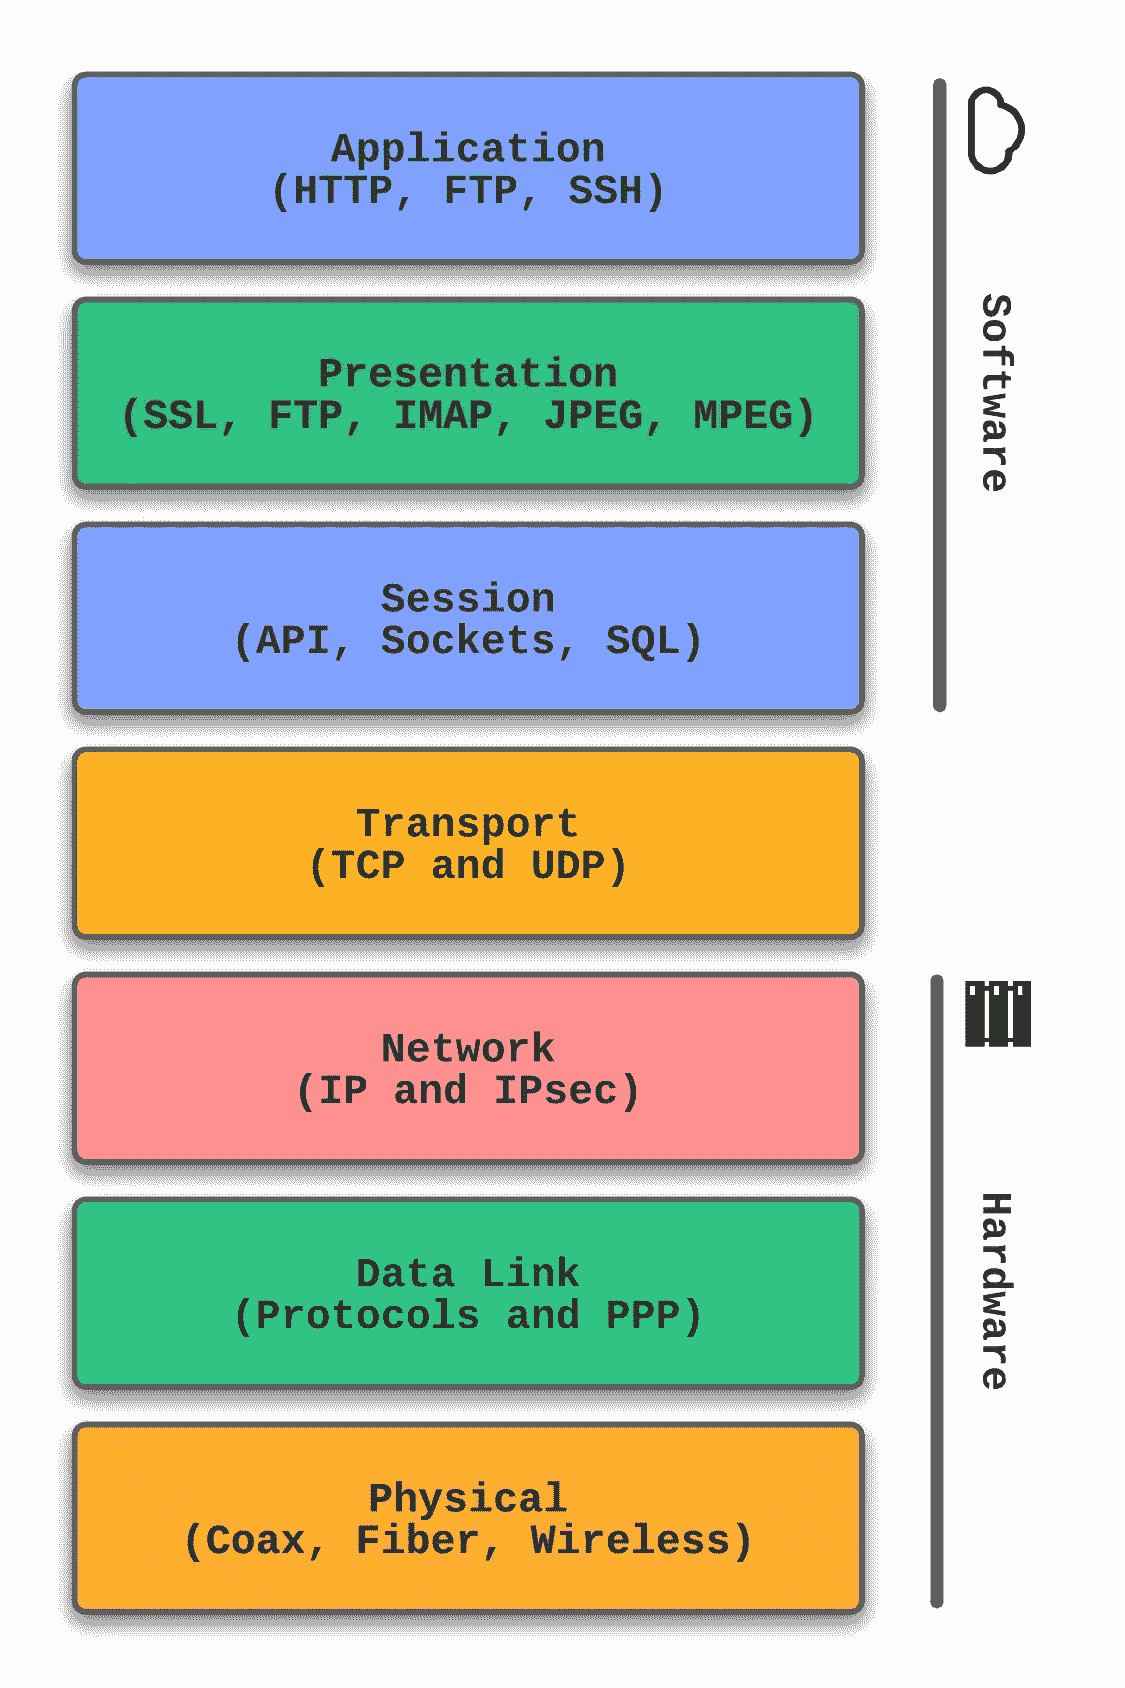 Application
(HTTP, FTP, SSH)
Presentation
(SSL, FTP, IMAP, JPEG, MPEG)
Session
(API, Sockets, SQL)
Software
Transport
(TCP and UDP)
Network
(IP and IPsec)
Data Link
(Protocols and PPP)
Physical
(Coax, Fiber, Wireless)
Hardware